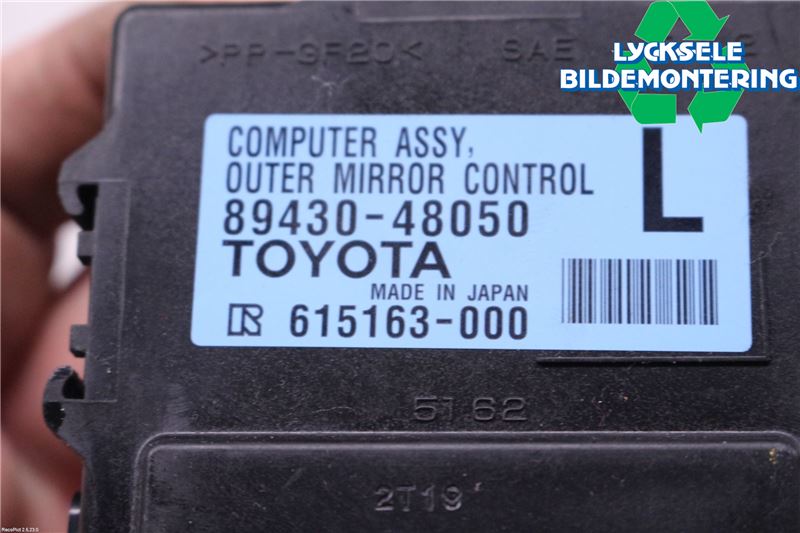 >PP-GF20< SAE
LYCKSELE
BILDEMONTERING
COMPUTER ASSY,
OUTER MIRROR CONTROL
89430-48050
L
TOYOTA
MADE IN JAPAN
R 615163-000
5162
2T19